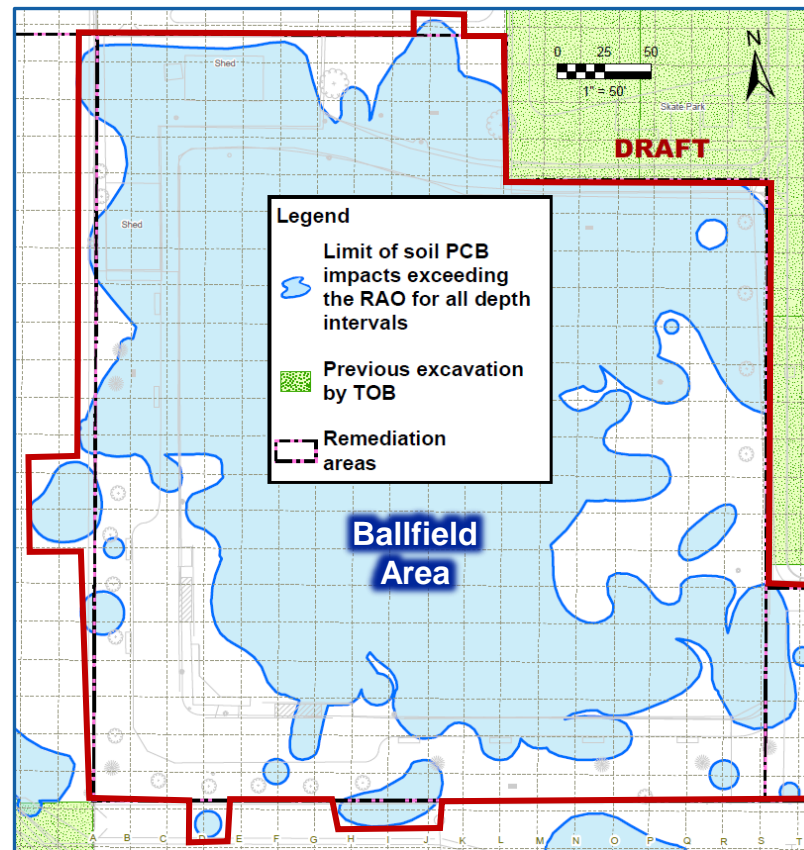 Shed
0 25 50
1" = 50'
N
Skate Park
DRAFT
Shed
Legend
Limit of soil PCB
impacts exceeding
the RAO for all depth
intervals
Previous excavation
by TOB
Remediation
areas
Ballfield
Area
A B C D E F G H I J K L M N O P Q R S T